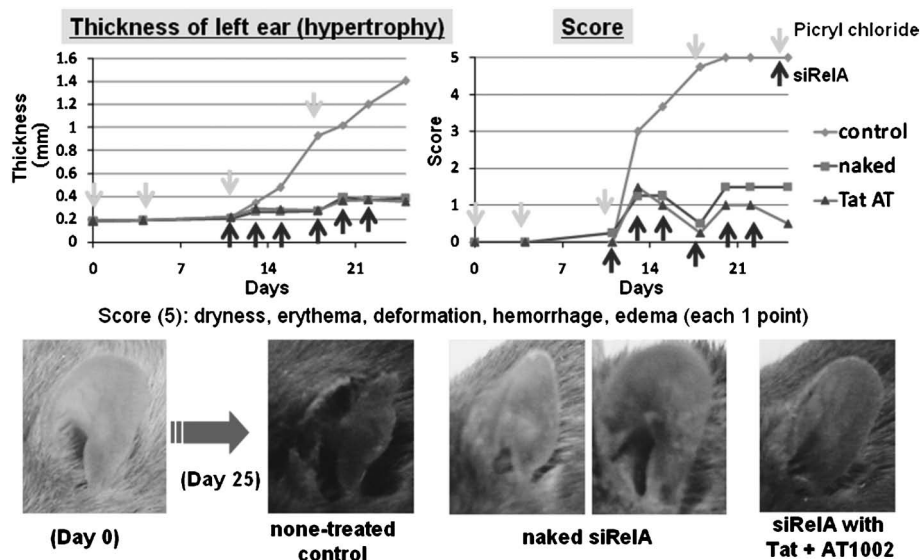 Thickness of left ear (hypertrophy)
Score
Picryl chloride
siRelA
Thickness
(mm)
1.6
1.4
1.2
1
0.8
0.6
0.4
0.2
0
0 7 14 21
Days
Score
5
4
3
2
1
0
0 7 14 21
Days
control
naked
Tat AT
Score (5): dryness, erythema, deformation, hemorrhage, edema (each 1 point)
(Day 0)
(Day 25)
none-treated
control
naked siRelA
siRelA with
Tat + AT1002